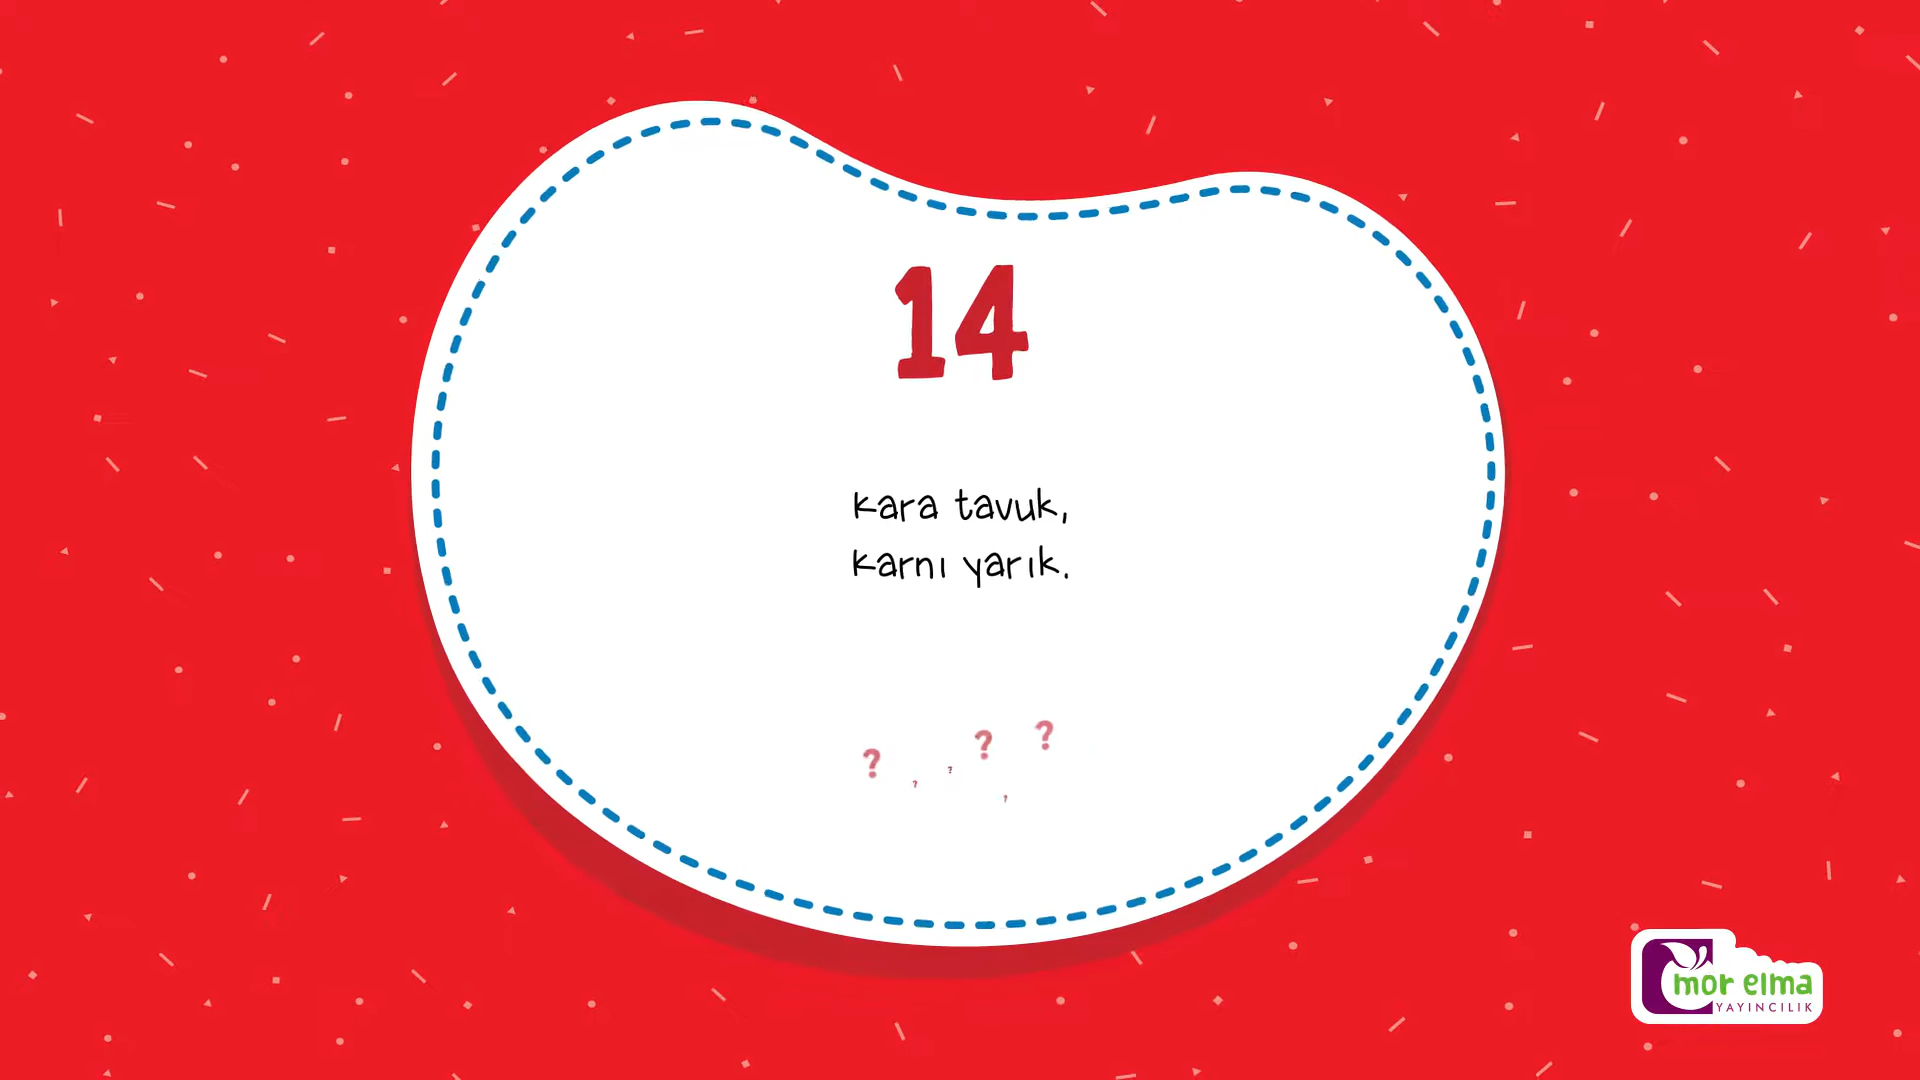 14
Kara tavuk,
Karnı yarık.
? ? ? ? ? ?
mor elma
YAYINCILIK